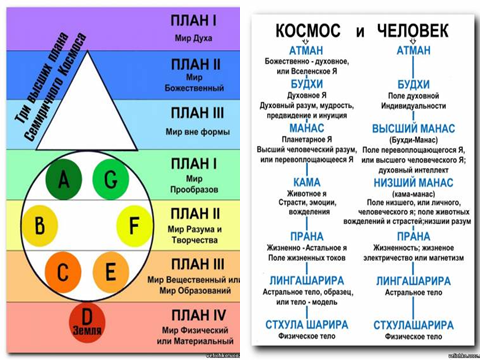 Три высших плана
Семиричного Космоса
ПЛАН I
Мир Духа
ПЛАН II
Мир
Божественный
ПЛАН III
Мир вне формы
ПЛАН I
Мир
Прообразов
ПЛАН II
Мир Разума и
Творчества
ПЛАН III
Мир Вещественный или
Мир Образований
ПЛАН IV
Мир Физический
или Материальный
A G
B F
C E
D
Земля
КОСМОС и ЧЕЛОВЕК
АТМАН
Божественно - духовное,
или Вселенское Я
БУДХИ
Духовное Я
Духовный разум, мудрость,
предвидение и инуиция
МАНАС
Планетарное Я
Высший человеческий разум,
или перевоплощающееся Я
КАМА
Животное я
Страсти, эмоции,
вожделения
ПРАНА
Жизненно - Астальное я
Поле жизненных токов
ЛИНГАШАРИРА
Астральное тело, образец,
или тело - модель
СТХУЛА ШАРИРА
Физическое тело
АТМАН
БУДХИ
Поле духовной
Индивидуальности
ВЫСШИЙ МАНАС
(Бухди-Манас)
Поле перевоплощающегося Я,
или высшего человеческого Я;
духовный интеллект
НИЗШИЙ МАНАС
(кама-манас)
Поле низшего, или личного,
человеческого я; поле животных
вожделений и страстей;низший разум
ПРАНА
Жизненность; жизненое
электричество или магнетизм
ЛИНГАШАРИРА
Астральное тело
СТХУЛАШАРИРА
Физическое тело